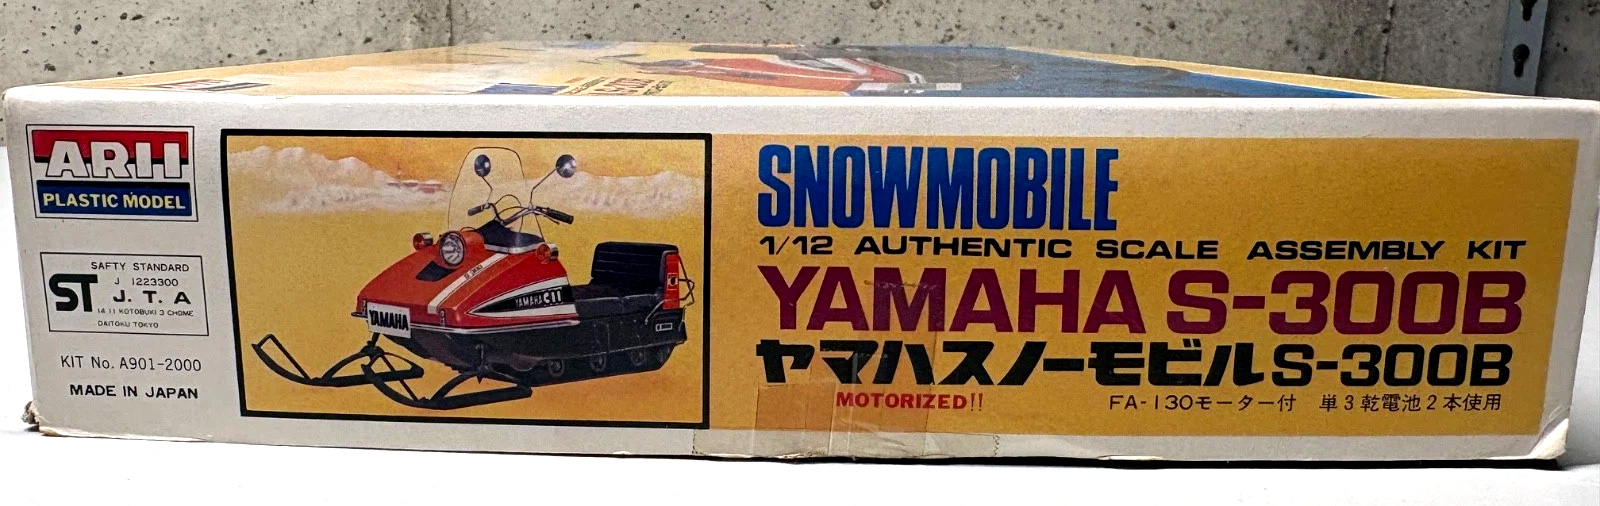 ARII
PLASTIC MODEL
SAFTY STANDARD
ST
J 1223300
J. T. A
14 11 KOTOBUKI 3 CHOME
DAITOKU TOKYO
KIT No. A901-2000
MADE IN JAPAN
YAMAHA
YAMAHA
SNOWMOBILE
1/12 AUTHENTIC SCALE ASSEMBLY KIT
YAMAHA S-300B
ヤマハスノーモビルS-300B
MOTORIZED!!
FA-130モーター付 単3乾電池2本使用